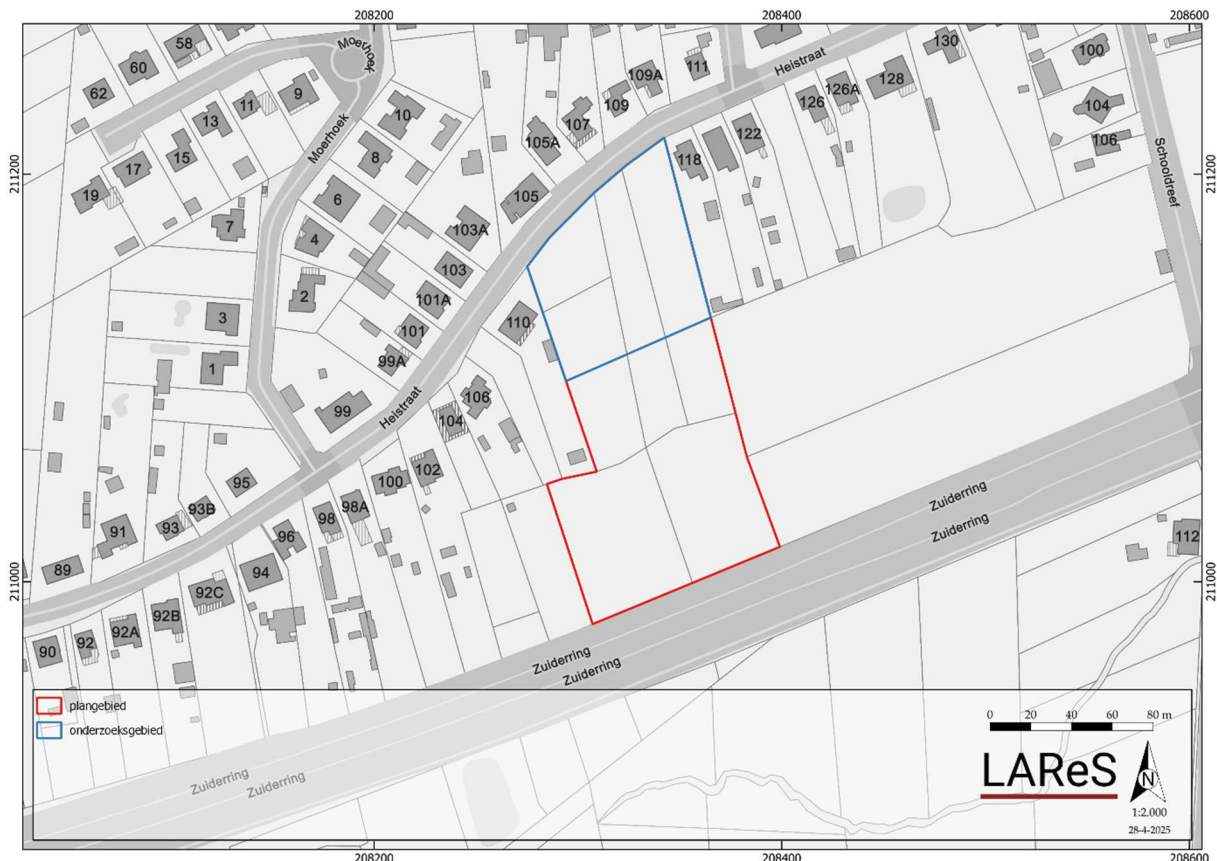 208200
208400
208600
58
60
62
Moerhoek
100
130
Heistraat
111
109A
109
107
105A
128
126A
126
122
118
104
106
9
11
13
15
17
19
10
8
Moerhoek
Schooldreef
211200
211200
6
7
4
105
103A
103
101A
101
99A
2
3
1
110
99
Heistraat
106
104
102
100
95
98A
98
93B
93
91
96
89
94
92C
92B
92A
92
90
Zuiderring
Zuiderring
112
211000
211000
Zuiderring
Zuiderring
plangebied
onderzoeksgebied
0 20 40 60 80 m
LAReS
N
1:2.000
28-4-2025
Zuiderring
Zuiderring
208200
208400
208600